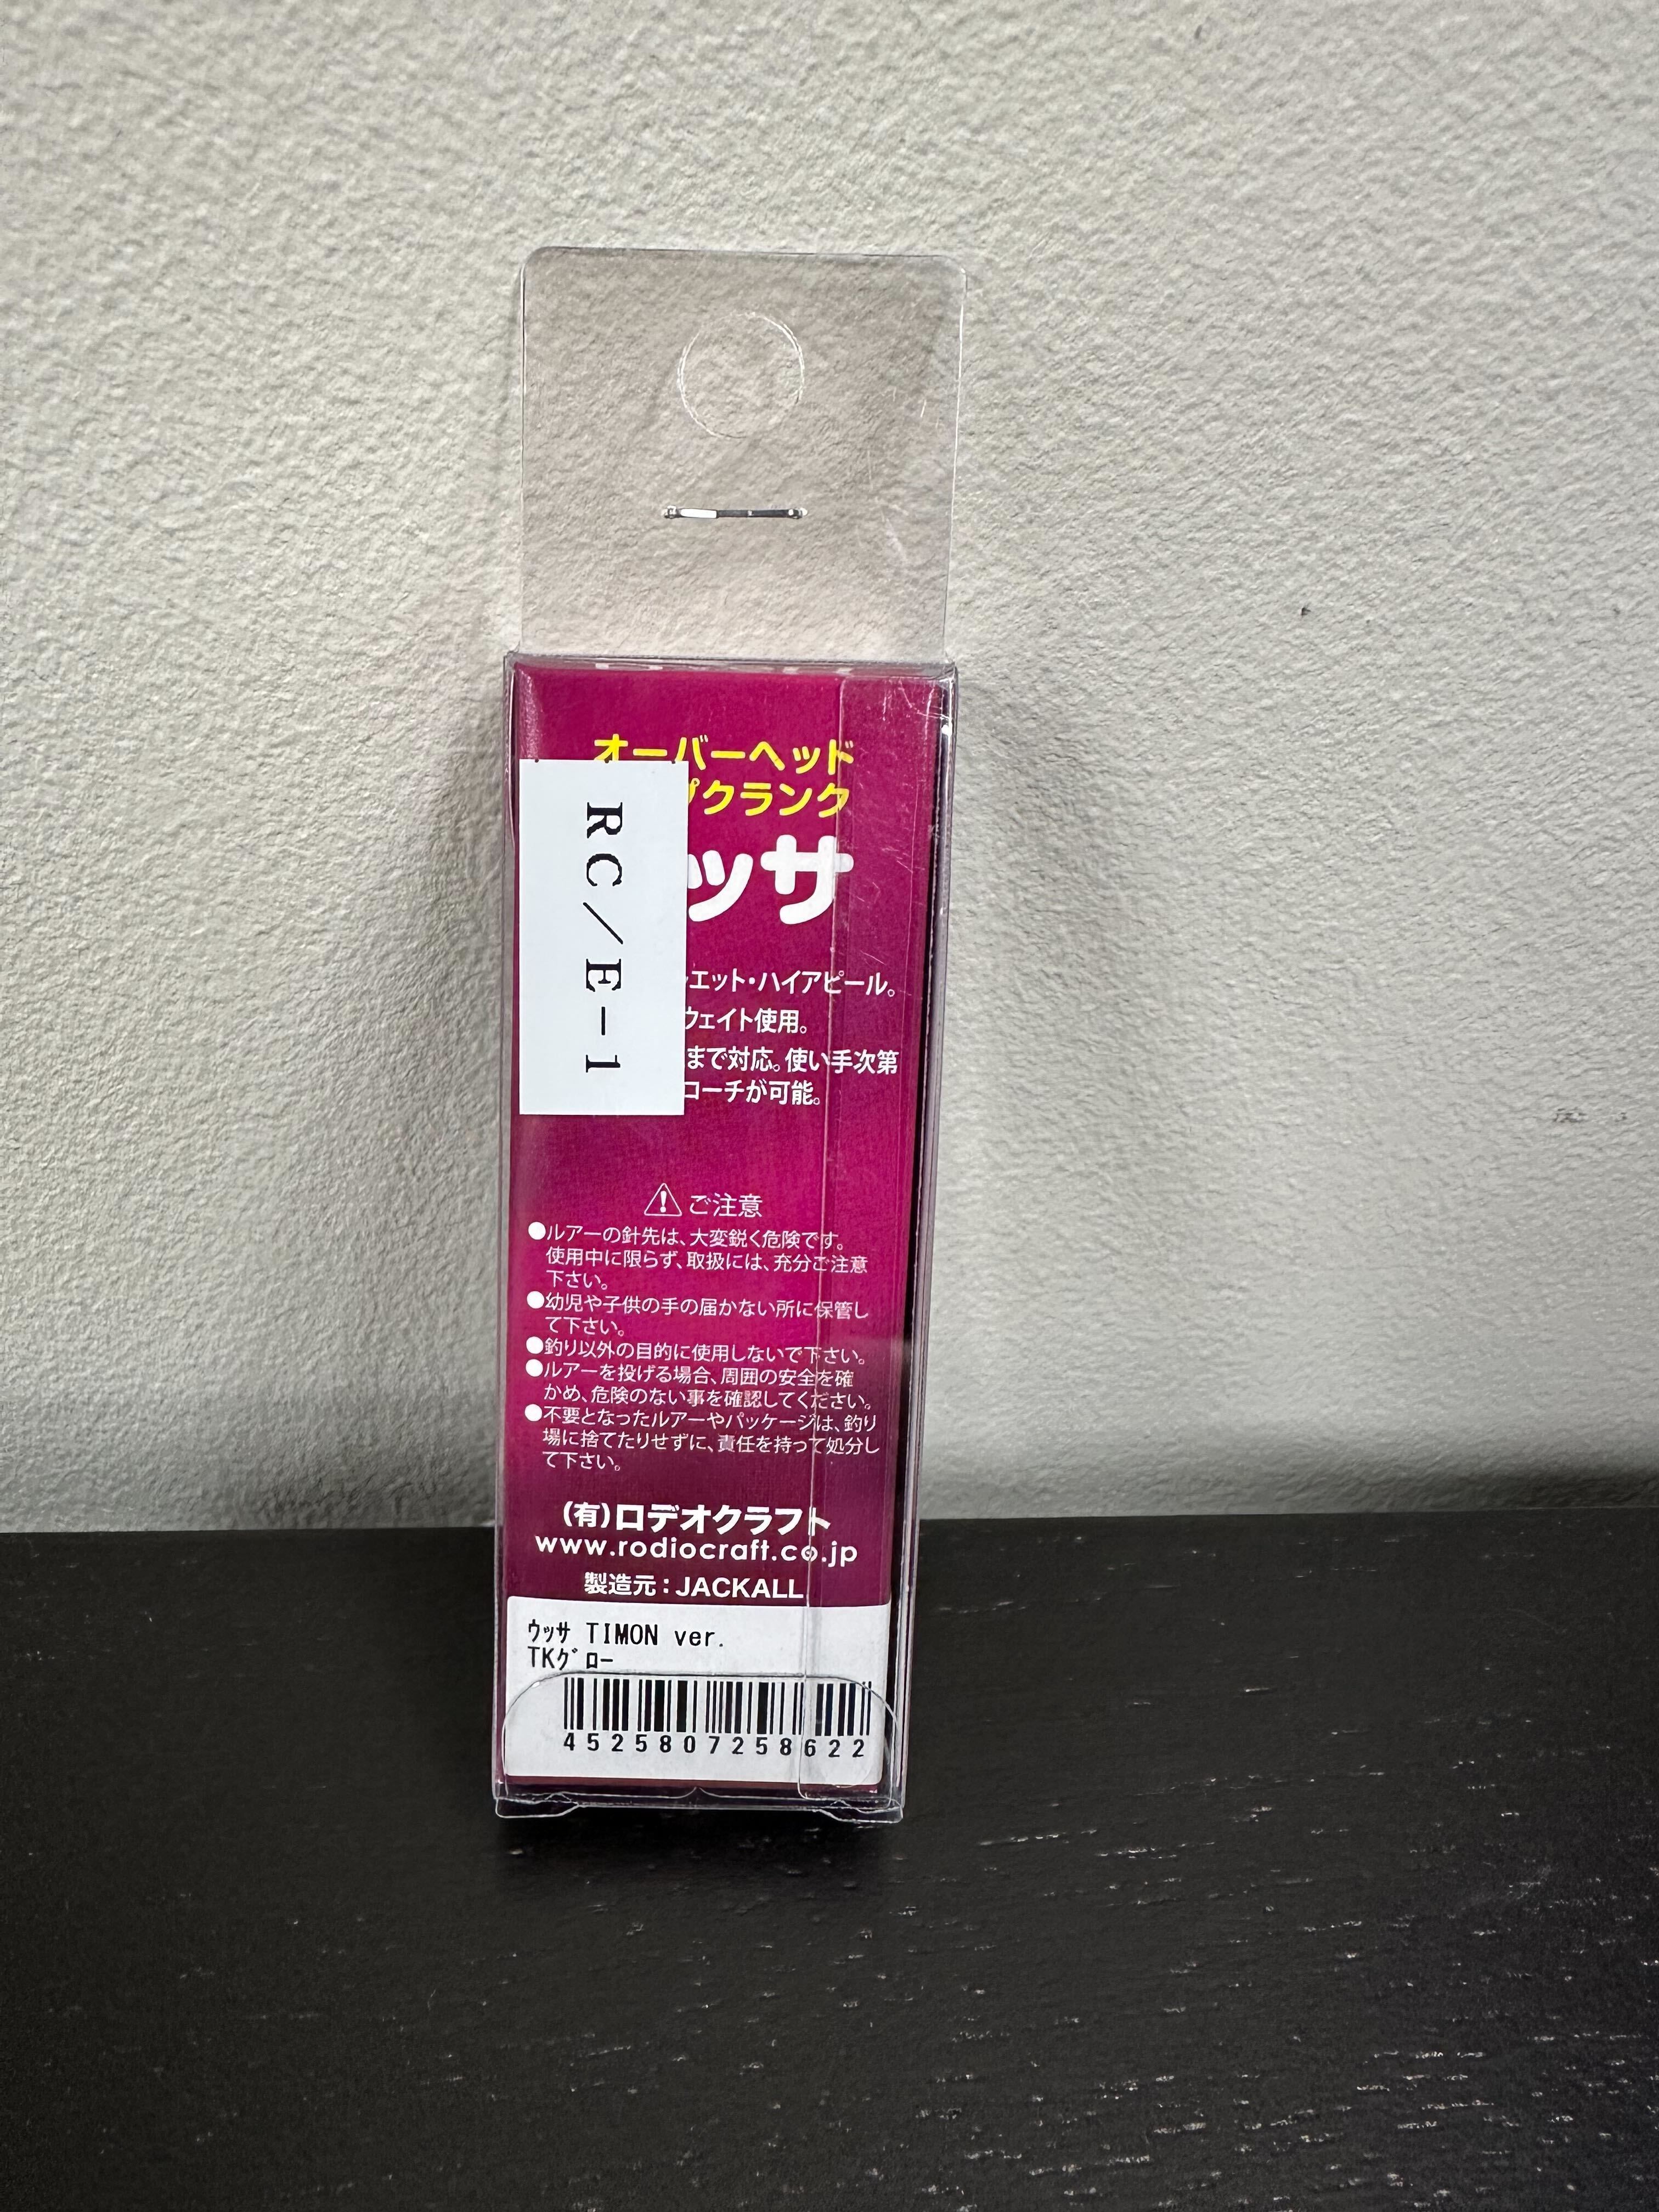 オーバーヘッド
プクランク
ッサ
RC/E-1
エット・ハイアピール。
ウェイト使用。
まで対応。使い手次第
ローチが可能。
ご注意
●ルアーの針先は、大変鋭く危険です。
使用中に限らず、取扱には、充分ご注意
下さい。
●幼児や子供の手の届かない所に保管し
て下さい。
●釣り以外の目的に使用しないで下さい。
●ルアーを投げる場合、周囲の安全を確
かめ、危険のない事を確認してください。
●不要となったルアーやパッケージは、釣り
場に捨てたりせずに、責任を持って処分し
て下さい。
(有)ロデオクラフト
www.rodiocraft.co.jp
製造元：JACKALL
ｳｯｻ TIMON ver.
TKｸﾞﾛｰ
4525807258622